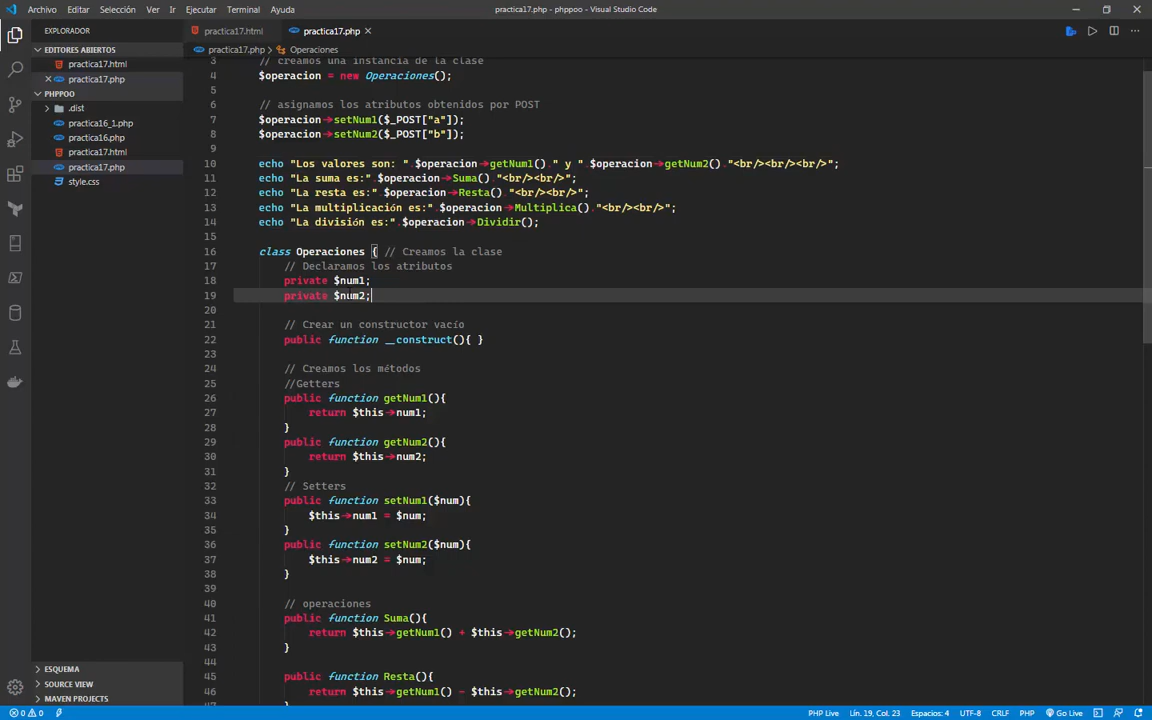 Archivo Editar Selección Ver Ir Ejecutar Terminal Ayuda practica17.php - phppoo - Visual Studio Code
EXPLORADOR
EDITORES ABIERTOS
practica17.html
practica17.php
PHPPOO
.dist
practica16_1.php
practica16.php
practica17.html
practica17.php
style.css
ESQUEMA
SOURCE VIEW
MAVEN PROJECTS
practica17.html practica17.php
practica17.php > Operaciones
3 // creamos una instancia de la clase
4 $operacion = new Operaciones();
5
6 // asignamos los atributos obtenidos por POST
7 $operacion->setNum1($_POST["a"]);
8 $operacion->setNum2($_POST["b"]);
9
10 echo "Los valores son: ".$operacion->getNum1()." y ".$operacion->getNum2()."<br/><br/><br/>";
11 echo "La suma es:".$operacion->Suma()."<br/><br/>";
12 echo "La resta es:".$operacion->Resta()."<br/><br/>";
13 echo "La multiplicación es:".$operacion->Multiplica()."<br/><br/>";
14 echo "La división es:".$operacion->Dividir();
15
16 class Operaciones { // Creamos la clase
17 // Declaramos los atributos
18 private $num1;
19 private $num2;
20
21 // Crear un constructor vacío
22 public function __construct(){ }
23
24 // Creamos los métodos
25 //Getters
26 public function getNum1(){
27 return $this->num1;
28 }
29 public function getNum2(){
30 return $this->num2;
31 }
32 // Setters
33 public function setNum1($num){
34 $this->num1 = $num;
35 }
36 public function setNum2($num){
37 $this->num2 = $num;
38 }
39
40 // operaciones
41 public function Suma(){
42 return $this->getNum1() + $this->getNum2();
43 }
44
45 public function Resta(){
46 return $this->getNum1() - $this->getNum2();
0 0 PHP Live Lín. 19, Col. 23 Espacios: 4 UTF-8 CRLF PHP Go Live